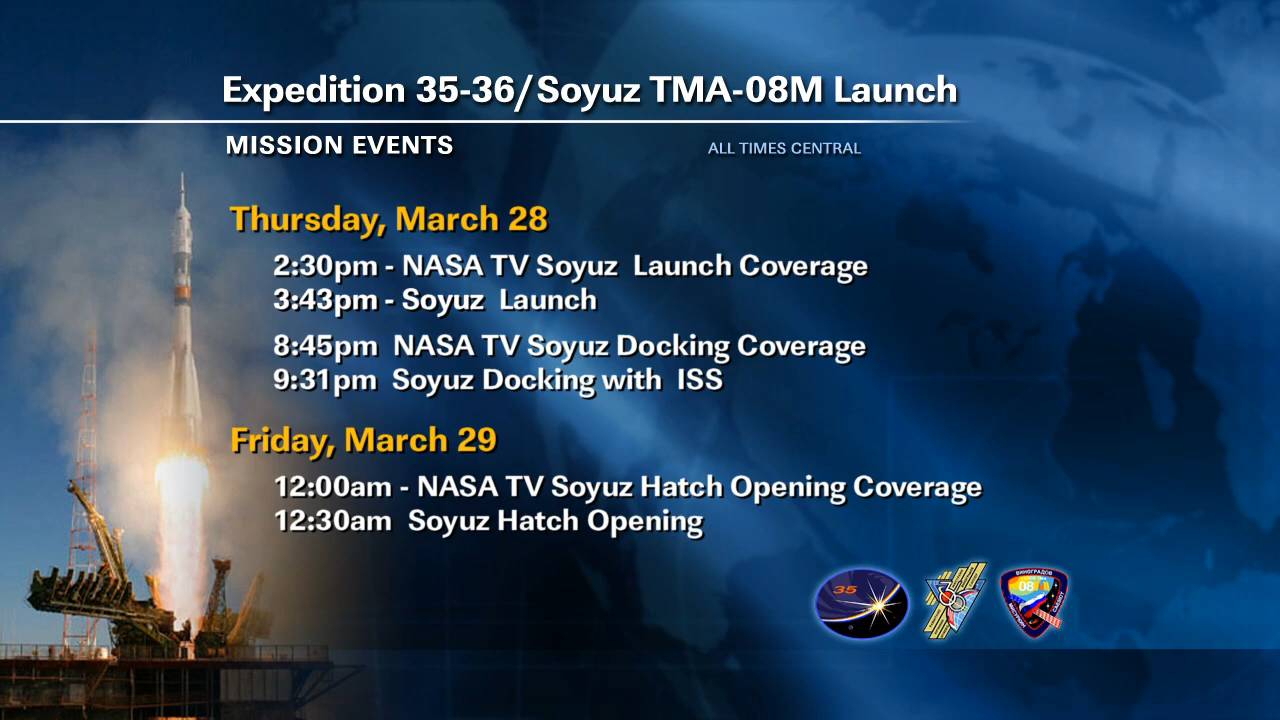 Expedition 35-36/Soyuz TMA-08M Launch
MISSION EVENTS
ALL TIMES CENTRAL
Thursday, March 28
2:30pm - NASA TV Soyuz Launch Coverage
3:43pm - Soyuz Launch
8:45pm NASA TV Soyuz Docking Coverage
9:31pm Soyuz Docking with ISS
Friday, March 29
12:00am - NASA TV Soyuz Hatch Opening Coverage
12:30am Soyuz Hatch Opening
35
36
ВИНОГРАДОВ
08